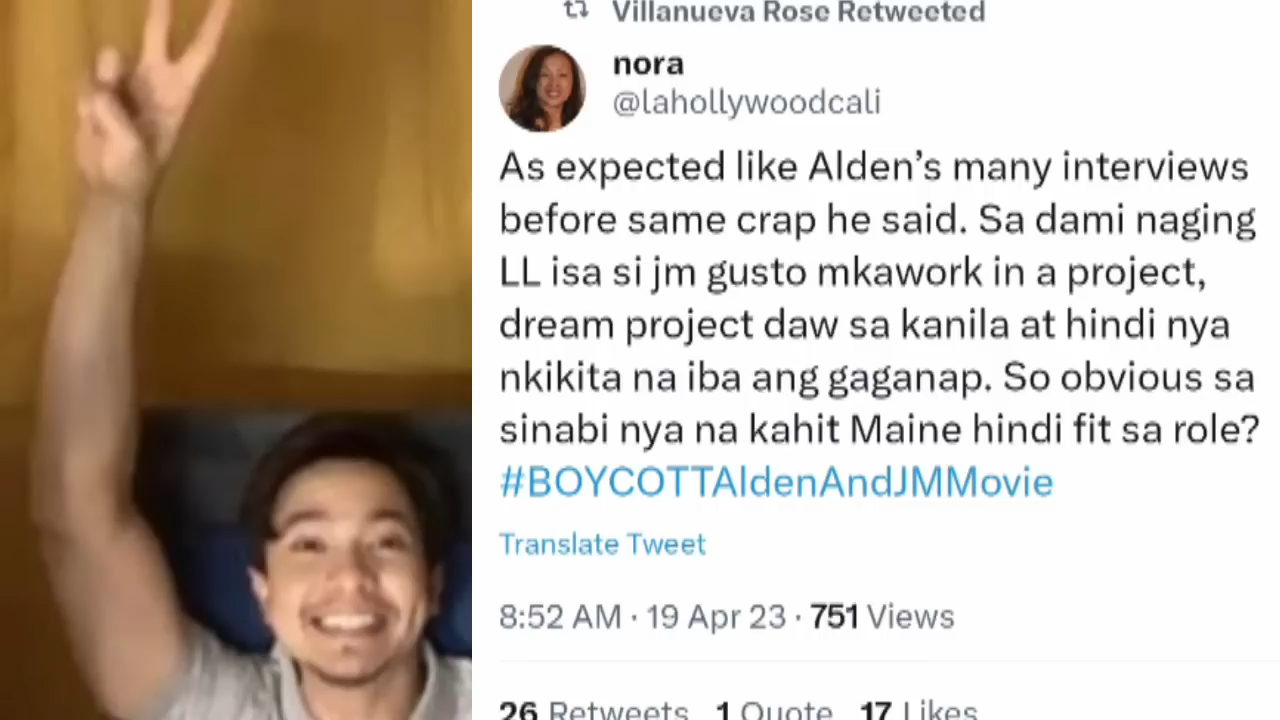 Villanueva Rose Retweeted
nora
@lahollywoodcali
As expected like Alden’s many interviews
before same crap he said. Sa dami naging
LL isa si jm gusto mkawork in a project,
dream project daw sa kanila at hindi nya
nkikita na iba ang gaganap. So obvious sa
sinabi nya na kahit Maine hindi fit sa role?
#BOYCOTTAldenAndJMMovie
Translate Tweet
8:52 AM · 19 Apr 23 · 751 Views
26 Retweets 1 Quote 17 Likes